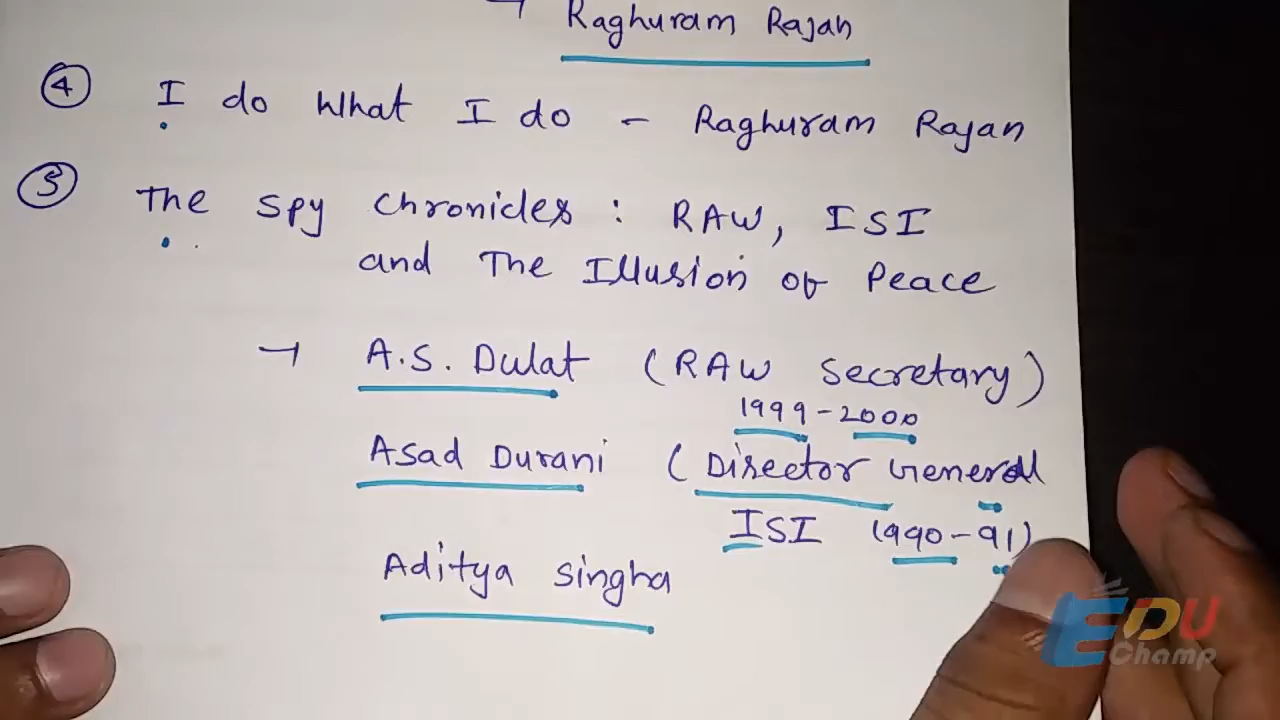 → Raghuram Rajan
④ I do What I do - Raghuram Rajan
⑤ The Spy Chronicles : RAW, ISI
and The Illusion of Peace
→ A.S. Dulat (RAW Secretary)
1999-2000
Asad Durani (Director General
ISI (1990-91)
Aditya Singha
EDU
Champ